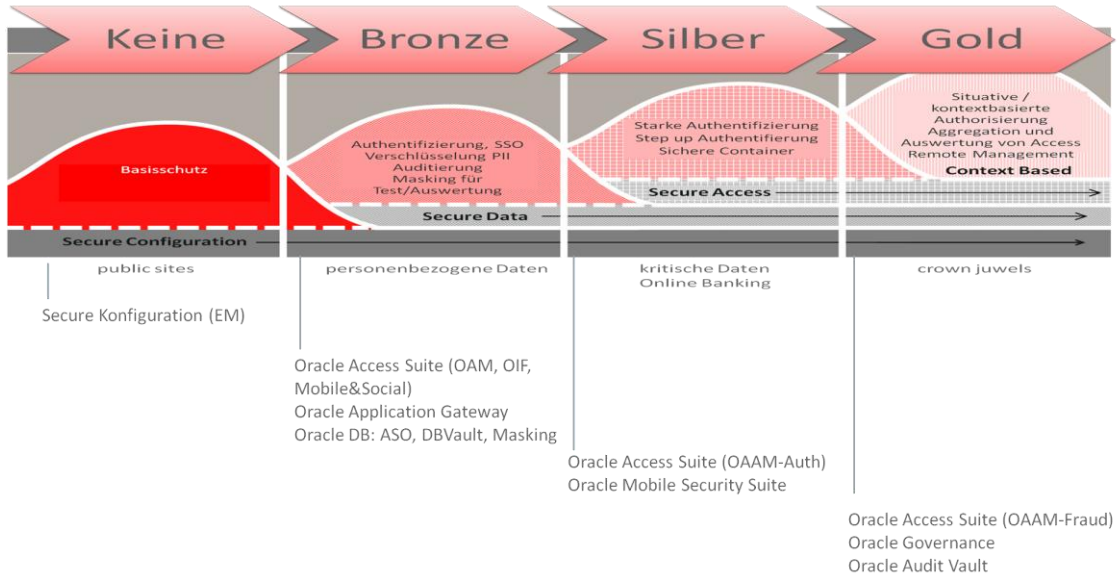 Keine
Bronze
Silber
Gold
Basisschutz
Authentifizierung, SSO
Verschlüsselung PII
Auditierung
Masking für
Test/Auswertung
Starke Authentifizierung
Step up Authentifierung
Sichere Container
Situative /
kontextbasierte
Authorisierung
Aggregation und
Auswertung von Access
Remote Management
Context Based
Secure Access
Secure Data
Secure Configuration
public sites
personenbezogene Daten
kritische Daten
Online Banking
crown juwels
Secure Konfiguration (EM)
Oracle Access Suite (OAM, OIF,
Mobile&Social)
Oracle Application Gateway
Oracle DB: ASO, DBVault, Masking
Oracle Access Suite (OAAM-Auth)
Oracle Mobile Security Suite
Oracle Access Suite (OAAM-Fraud)
Oracle Governance
Oracle Audit Vault